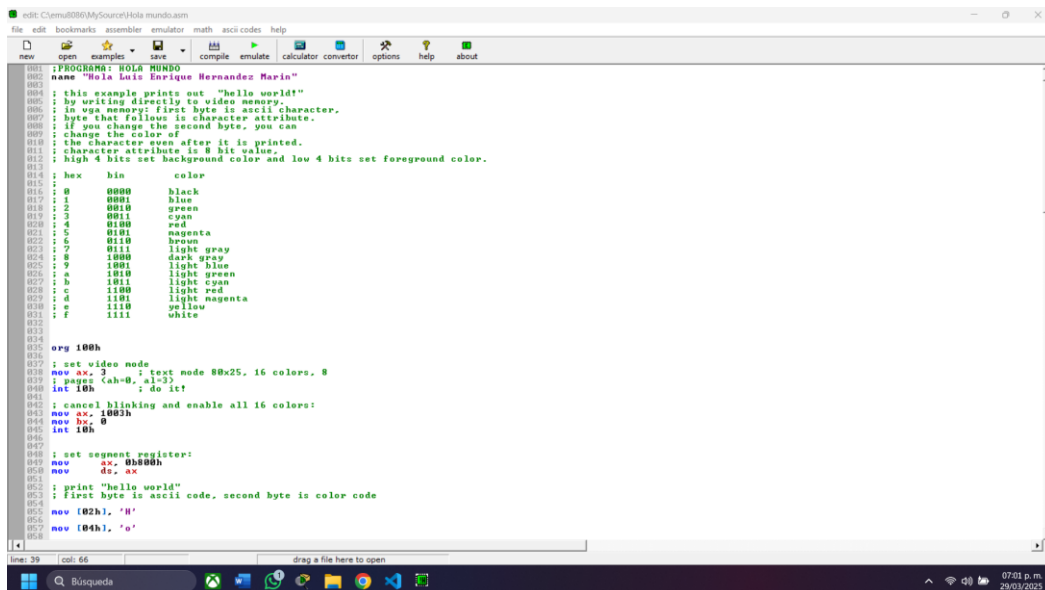 edit: C:\emu8086\MySource\Hola mundo.asm
file edit bookmarks assembler emulator math ascii codes help
new open examples save compile emulate calculator convertor options help about
001 ;PROGRAMA: HOLA MUNDO
002 name "Hola Luis Enrique Hernandez Marin"
003
004 ; this example prints out "hello world!"
005 ; by writing directly to video memory.
006 ; in vga memory: first byte is ascii character,
007 ; byte that follows is character attribute.
008 ; if you change the second byte, you can
009 ; change the color of
010 ; the character even after it is printed.
011 ; character attribute is 8 bit value,
012 ; high 4 bits set background color and low 4 bits set foreground color.
013
014 ; hex bin color
015 ;
016 ; 0 0000 black
017 ; 1 0001 blue
018 ; 2 0010 green
019 ; 3 0011 cyan
020 ; 4 0100 red
021 ; 5 0101 magenta
022 ; 6 0110 brown
023 ; 7 0111 light gray
024 ; 8 1000 dark gray
025 ; 9 1001 light blue
026 ; a 1010 light green
027 ; b 1011 light cyan
028 ; c 1100 light red
029 ; d 1101 light magenta
030 ; e 1110 yellow
031 ; f 1111 white
032
033
034
035 org 100h
036
037 ; set video mode
038 mov ax, 3 ; text mode 80x25, 16 colors, 8
039 ; pages (ah=0, al=3)
040 int 10h ; do it!
041
042 ; cancel blinking and enable all 16 colors:
043 mov ax, 1003h
044 mov bx, 0
045 int 10h
046
047
048 ; set segment register:
049 mov ax, 0b800h
050 mov ds, ax
051
052 ; print "hello world"
053 ; first byte is ascii code, second byte is color code
054
055 mov [02h], 'H'
056
057 mov [04h], 'o'
058
line: 39 col: 66 drag a file here to open
Búsqueda 07:01 p. m.
29/03/2025